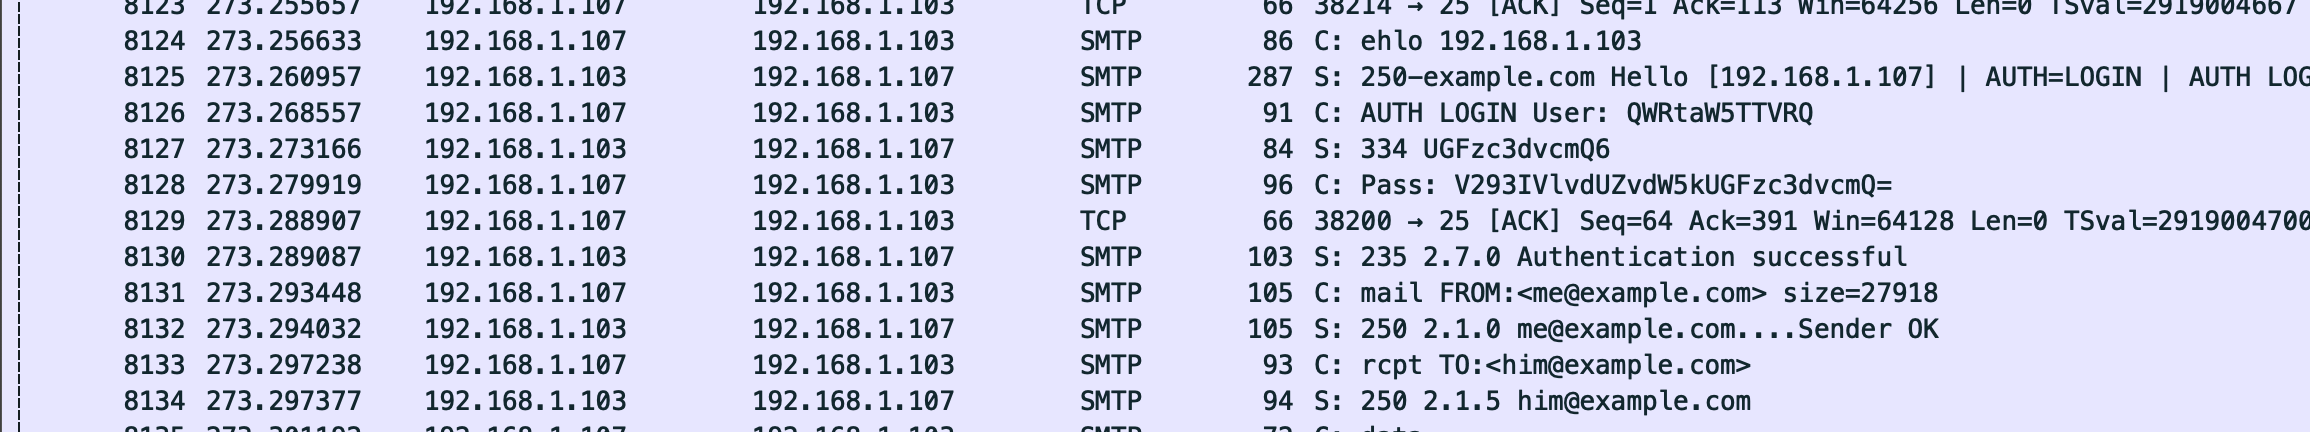 8123 273.255657 192.168.1.107 192.168.1.103 TCP 66 38214 → 25 [ACK] Seq=1 Ack=113 Win=64256 Len=0 TSval=2919004667
8124 273.256633 192.168.1.107 192.168.1.103 SMTP 86 C: ehlo 192.168.1.103
8125 273.260957 192.168.1.103 192.168.1.107 SMTP 287 S: 250-example.com Hello [192.168.1.107] | AUTH=LOGIN | AUTH LOG
8126 273.268557 192.168.1.107 192.168.1.103 SMTP 91 C: AUTH LOGIN User: QWRtaW5TTVRQ
8127 273.273166 192.168.1.103 192.168.1.107 SMTP 84 S: 334 UGFzc3dvcmQ6
8128 273.279919 192.168.1.107 192.168.1.103 SMTP 96 C: Pass: V293IVlvdUZvdW5kUGFzc3dvcmQ=
8129 273.288907 192.168.1.107 192.168.1.103 TCP 66 38200 → 25 [ACK] Seq=64 Ack=391 Win=64128 Len=0 TSval=2919004700
8130 273.289087 192.168.1.103 192.168.1.107 SMTP 103 S: 235 2.7.0 Authentication successful
8131 273.293448 192.168.1.107 192.168.1.103 SMTP 105 C: mail FROM:<me@example.com> size=27918
8132 273.294032 192.168.1.103 192.168.1.107 SMTP 105 S: 250 2.1.0 me@example.com....Sender OK
8133 273.297238 192.168.1.107 192.168.1.103 SMTP 93 C: rcpt TO:<him@example.com>
8134 273.297377 192.168.1.103 192.168.1.107 SMTP 94 S: 250 2.1.5 him@example.com